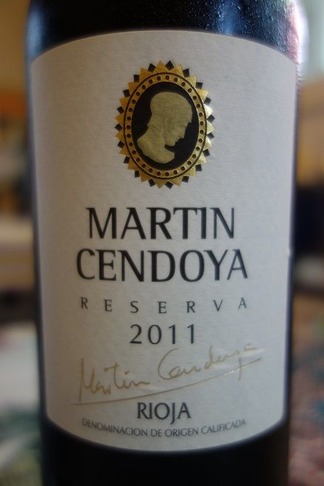 MARTIN
CENDOYA
RESERVA
2011
Martin Cendoya
RIOJA
DENOMINACION DE ORIGEN CALIFICADA